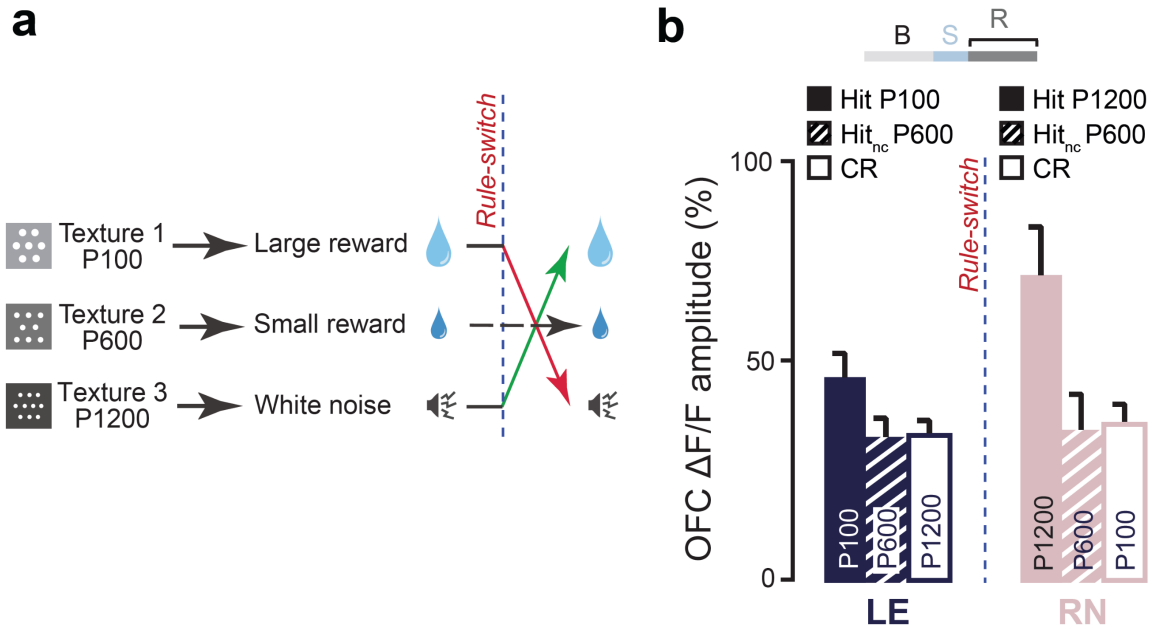 a
Rule-switch
Texture 1
P100
Large reward
Texture 2
P600
Small reward
Texture 3
P1200
White noise
b
B
S
R
Hit P100
Hitnc P600
CR
Hit P1200
Hitnc P600
CR
Rule-switch
OFC ΔF/F amplitude (%)
100
50
0
P100
P600
P1200
P1200
P600
P100
LE
RN